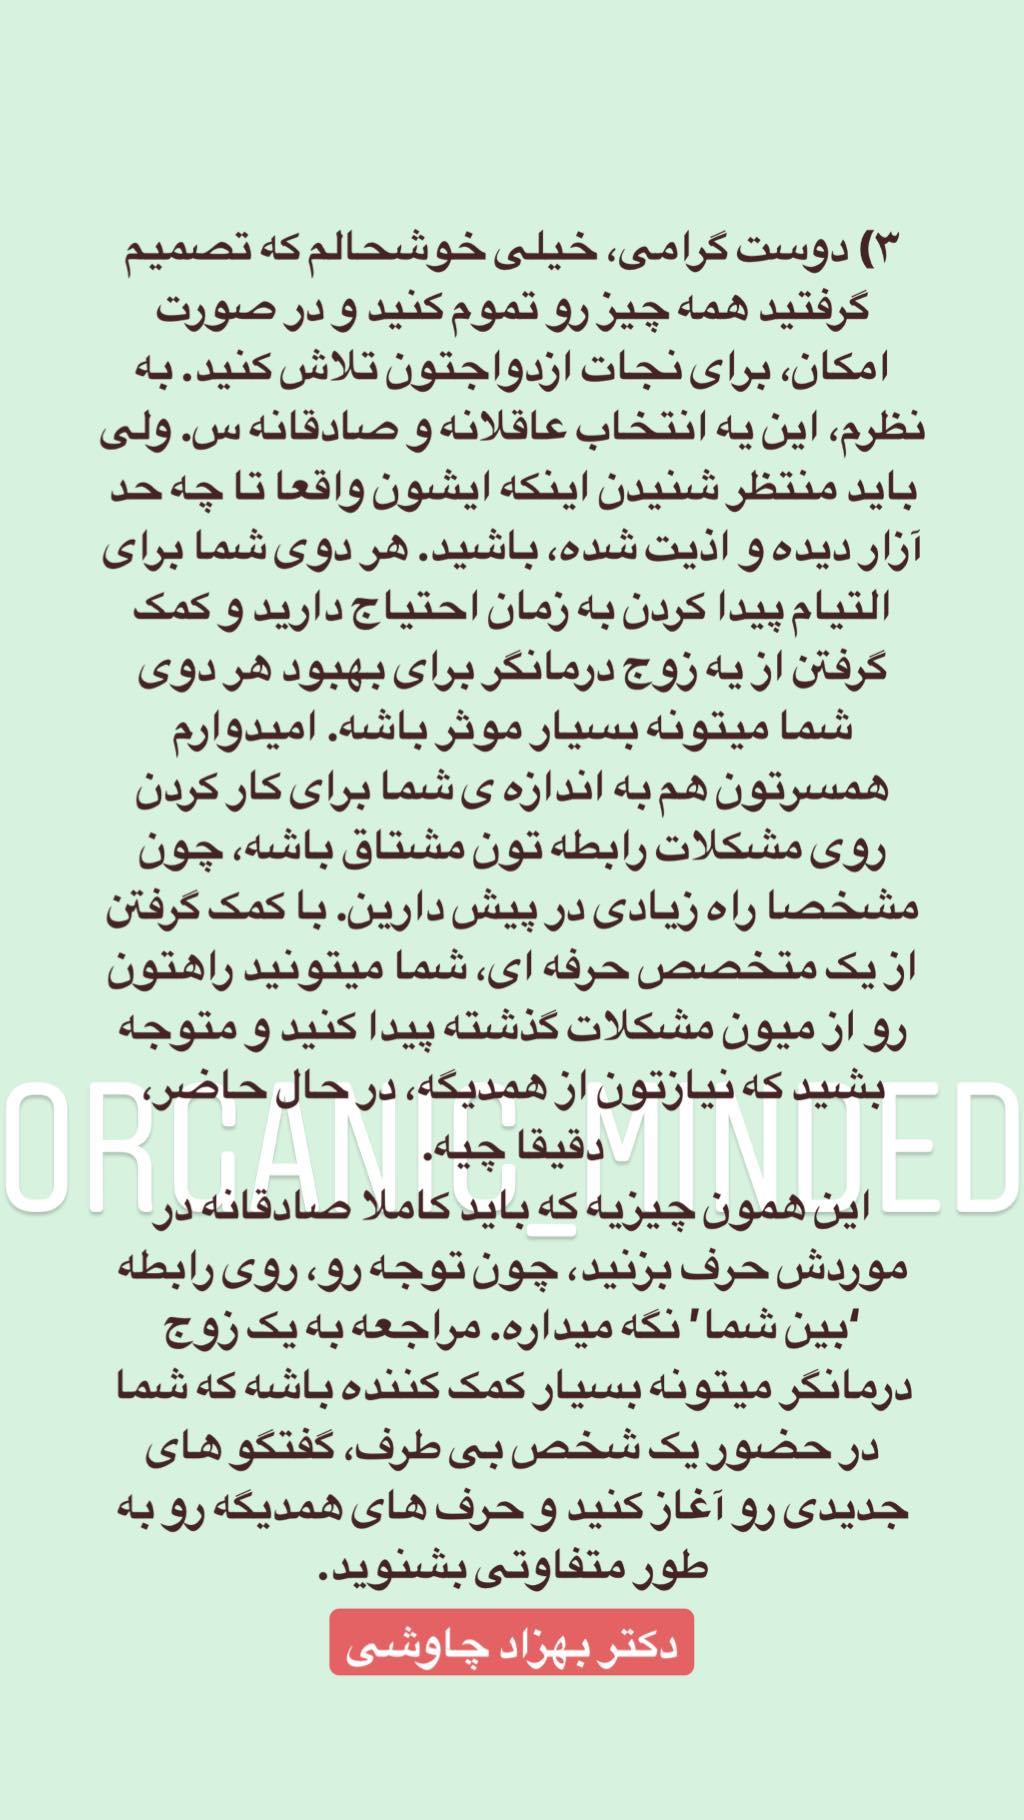 ۳) دوست گرامی، خیلی خوشحالم که تصمیم
گرفتید همه چیز رو تموم کنید و در صورت
امکان، برای نجات ازدواجتون تلاش کنید. به
نظرم، این یه انتخاب عاقلانه و صادقانه س. ولی
باید منتظر شنیدن اینکه ایشون واقعا تا چه حد
آزار دیده و اذیت شده، باشید. هر دوی شما برای
التیام پیدا کردن به زمان احتیاج دارید و کمک
گرفتن از یه زوج درمانگر برای بهبود هر دوی
شما میتونه بسیار موثر باشه. امیدوارم
همسرتون هم به اندازه ی شما برای کار کردن
روی مشکلات رابطه تون مشتاق باشه، چون
مشخصا راه زیادی در پیش دارین. با کمک گرفتن
از یک متخصص حرفه ای، شما میتونید راهتون
رو از میون مشکلات گذشته پیدا کنید و متوجه
بشید که نیازتون از همدیگه، در حال حاضر،
دقیقا چیه.
ORGANIC_MINDED
این همون چیزیه که باید کاملا صادقانه در
موردش حرف بزنید، چون توجه رو، روی رابطه
'بین شما' نگه میداره. مراجعه به یک زوج
درمانگر میتونه بسیار کمک کننده باشه که شما
در حضور یک شخص بی طرف، گفتگو های
جدیدی رو آغاز کنید و حرف های همدیگه رو به
طور متفاوتی بشنوید.
دکتر بهزاد چاوشی